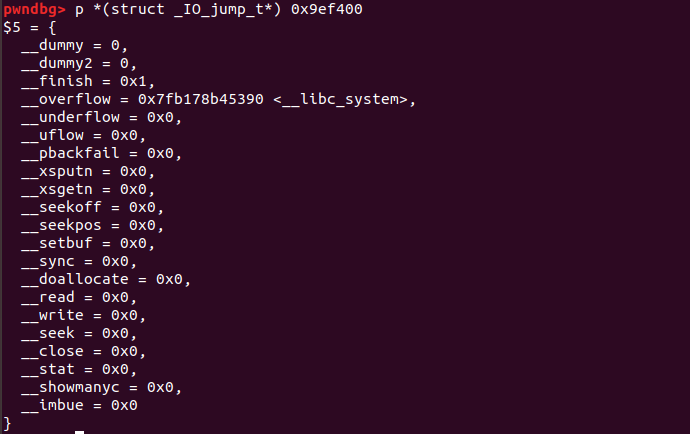 pwndbg> p *(struct _IO_jump_t*) 0x9ef400
$5 = {
  __dummy = 0,
  __dummy2 = 0,
  __finish = 0x1,
  __overflow = 0x7fb178b45390 <__libc_system>,
  __underflow = 0x0,
  __uflow = 0x0,
  __pbackfail = 0x0,
  __xsputn = 0x0,
  __xsgetn = 0x0,
  __seekoff = 0x0,
  __seekpos = 0x0,
  __setbuf = 0x0,
  __sync = 0x0,
  __doallocate = 0x0,
  __read = 0x0,
  __write = 0x0,
  __seek = 0x0,
  __close = 0x0,
  __stat = 0x0,
  __showmanyc = 0x0,
  __imbue = 0x0
}